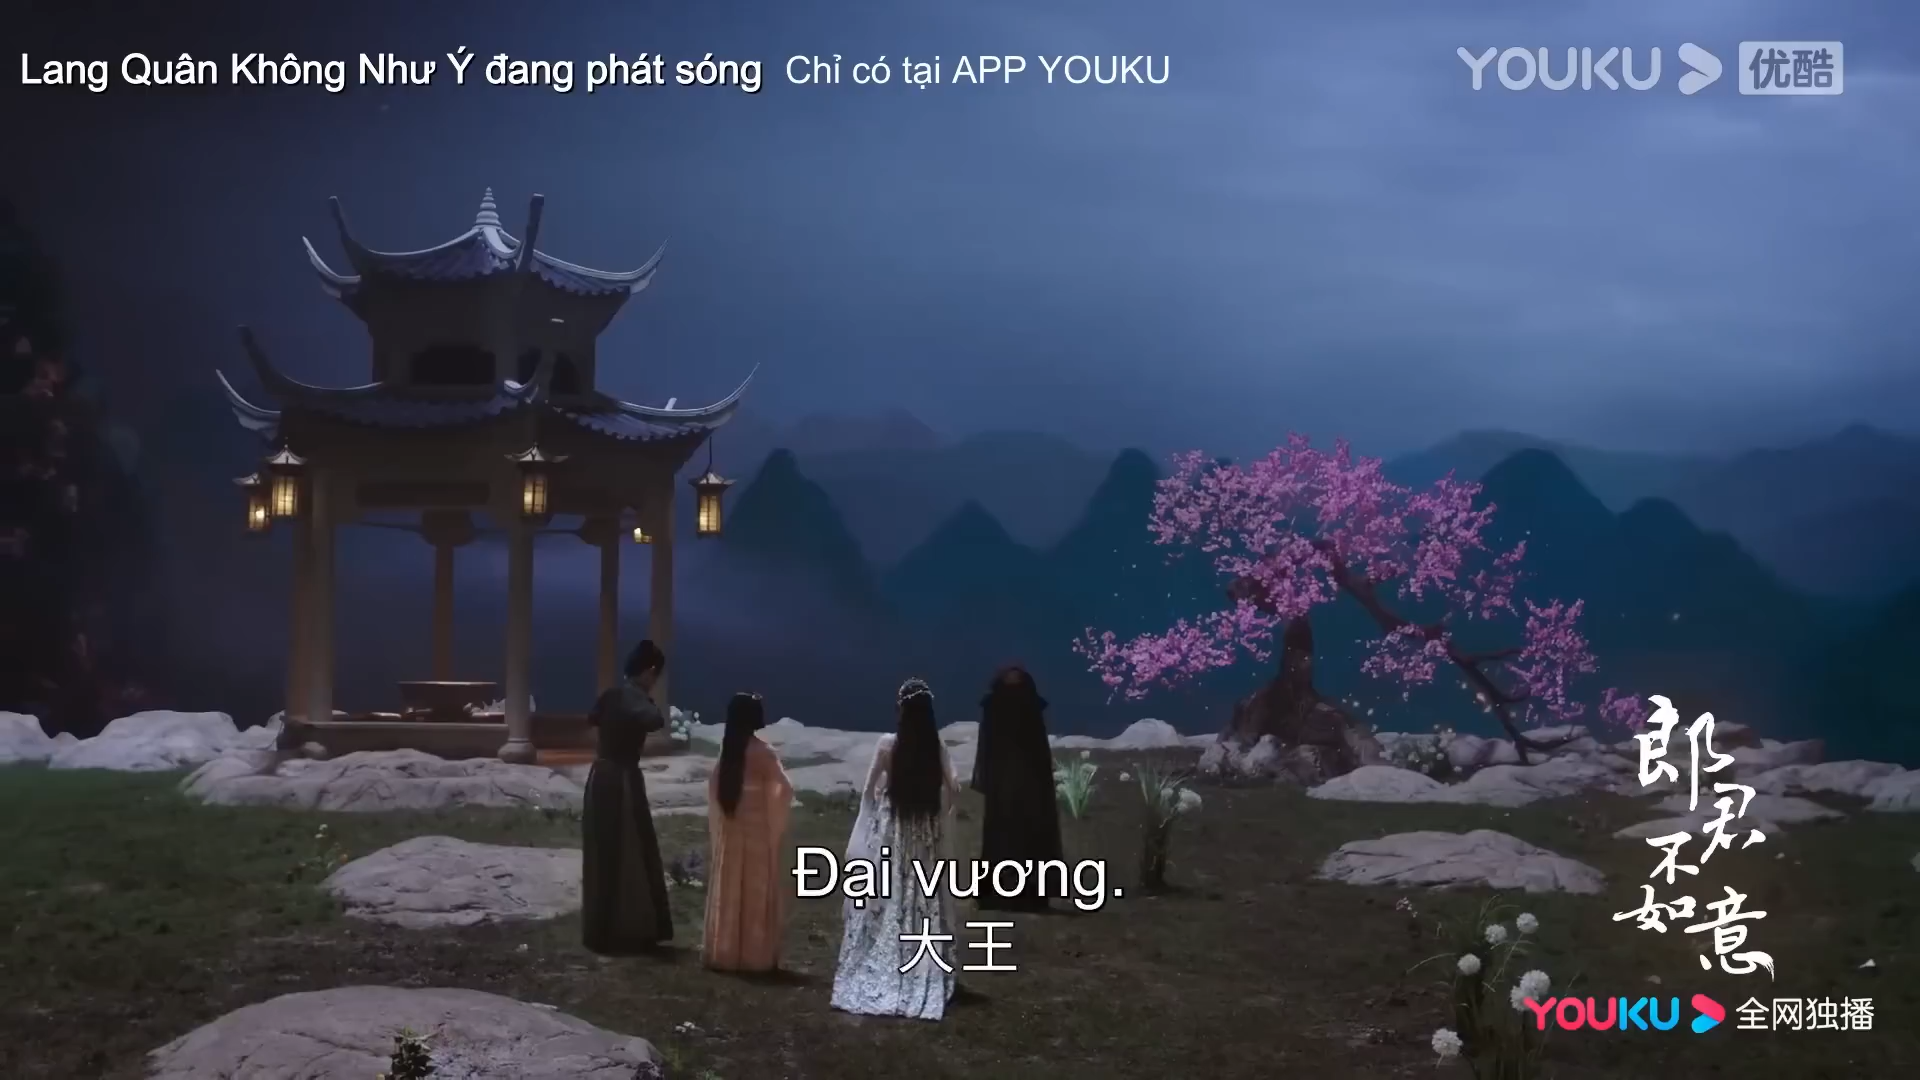 Lang Quân Không Như Ý đang phát sóng Chỉ có tại APP YOUKU
YOUKU 优酷
郎君
不
如意
Đại vương.
大王
YOUKU 全网独播